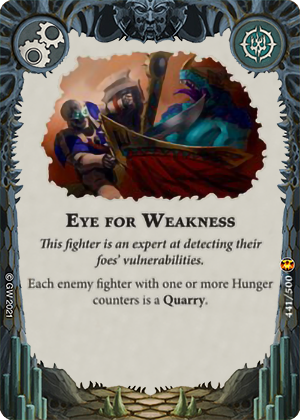 EYE FOR WEAKNESS
This fighter is an expert at detecting their
foes' vulnerabilities.
Each enemy fighter with one or more Hunger
counters is a Quarry.
© GW 2021
441/500